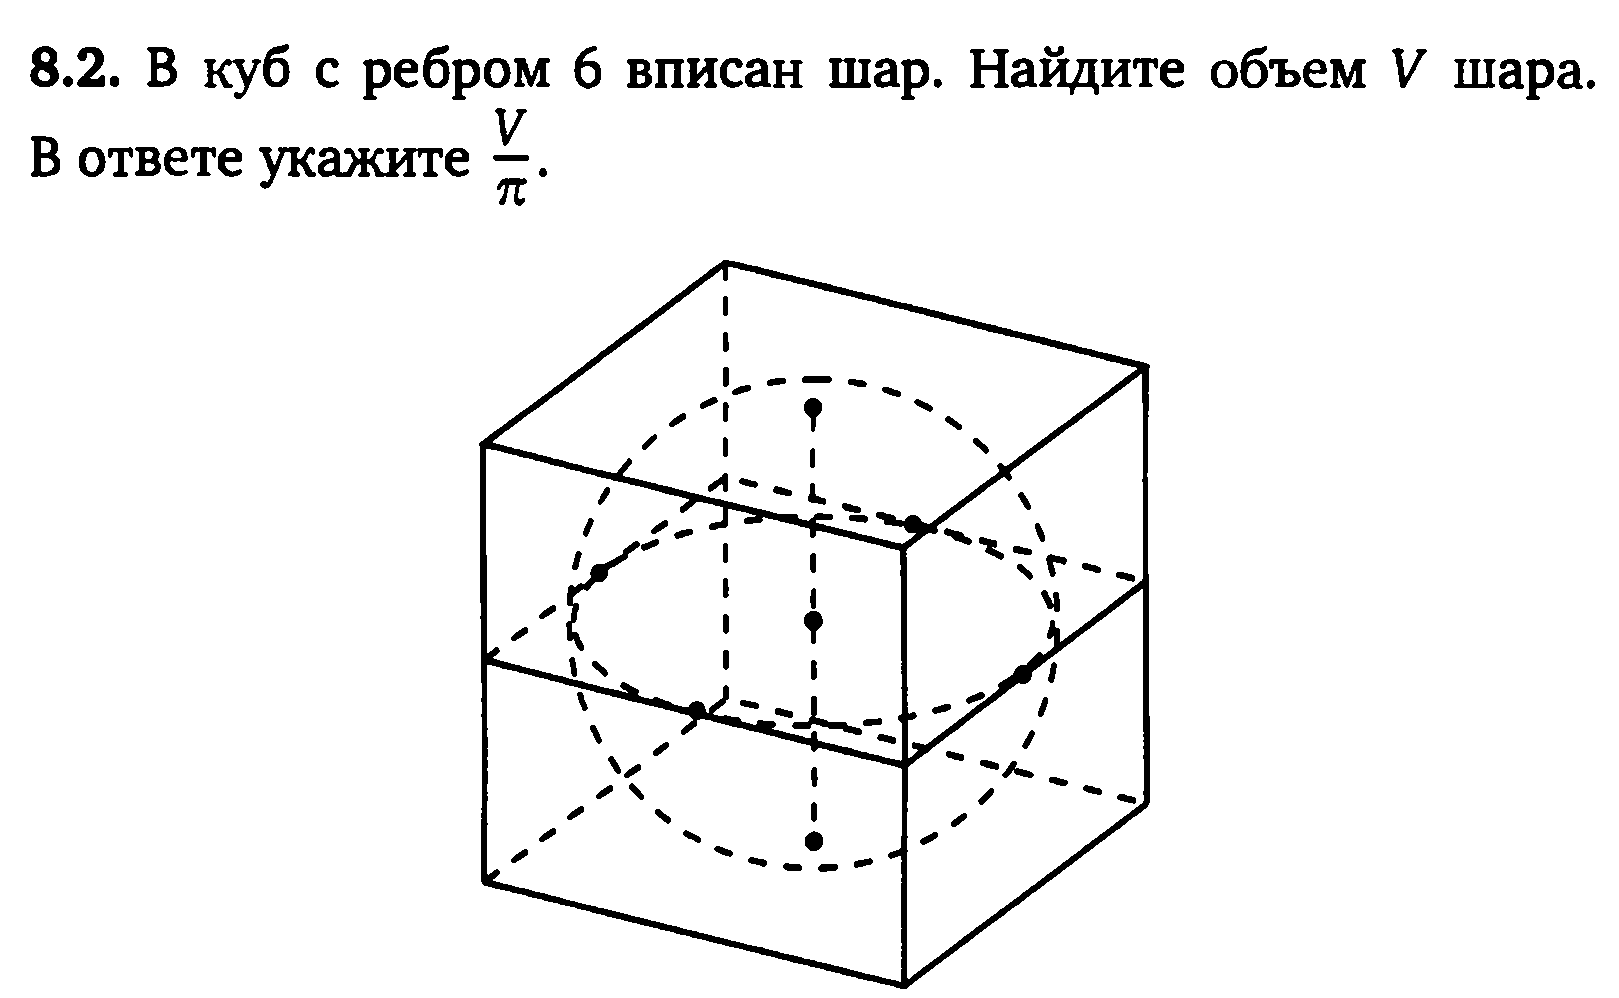 8.2. В куб с ребром 6 вписан шар. Найдите объем V шара.
В ответе укажите V/π.